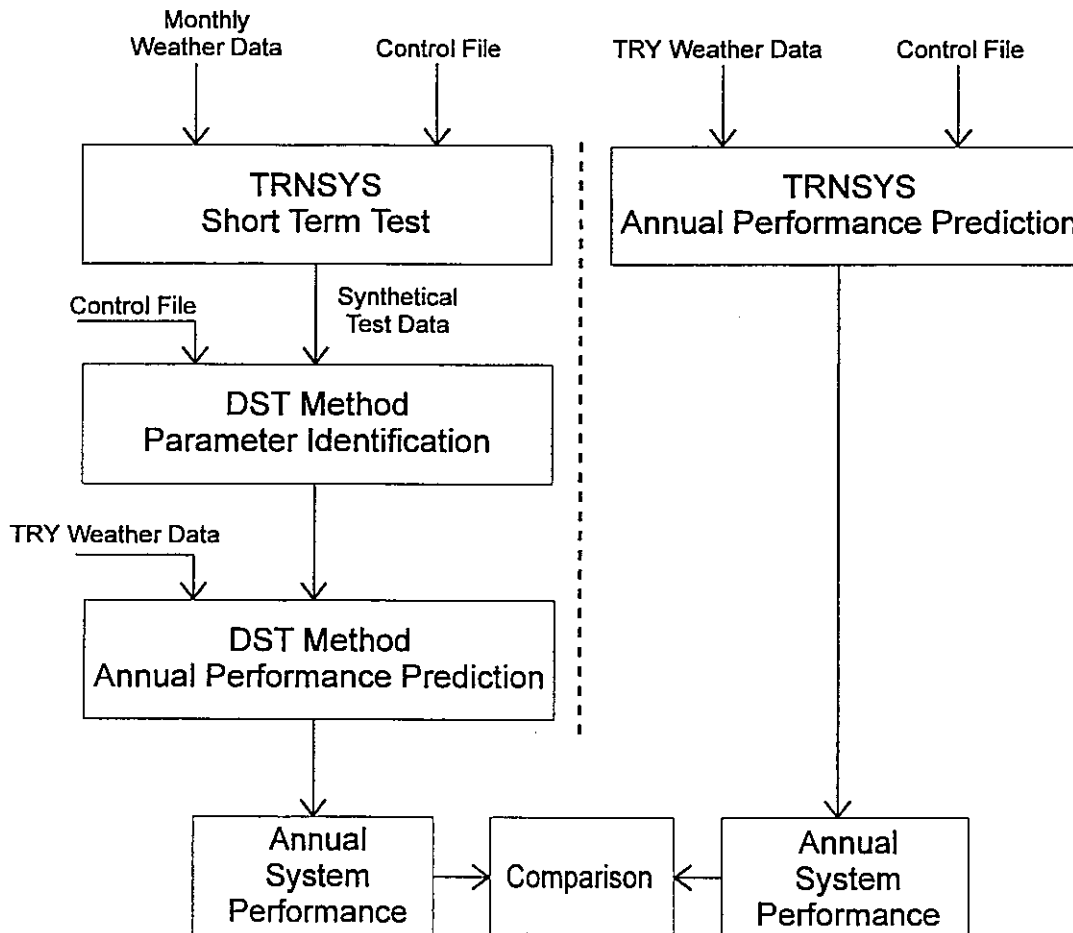 Monthly
Weather Data
Control File
TRNSYS
Short Term Test
Synthetical
Test Data
Control File
DST Method
Parameter Identification
TRY Weather Data
DST Method
Annual Performance Prediction
Annual
System
Performance
TRY Weather Data
Control File
TRNSYS
Annual Performance Prediction
Comparison
Annual
System
Performance